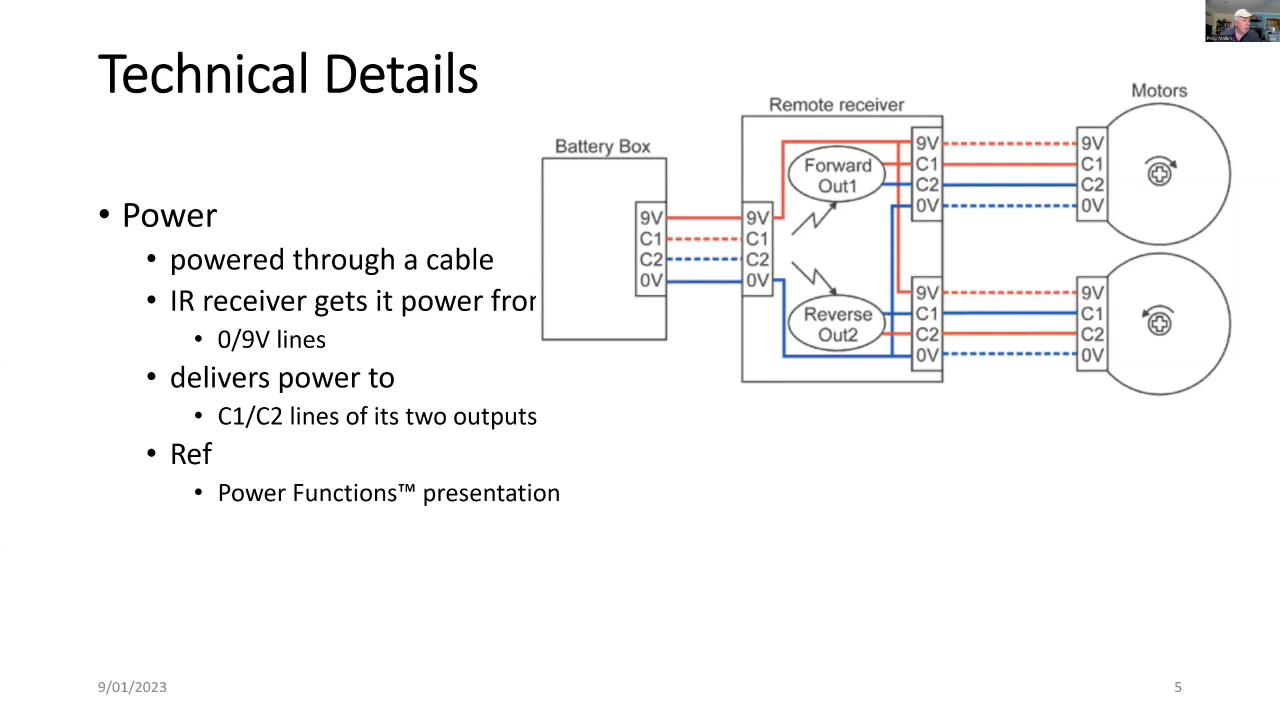 Technical Details
• Power
• powered through a cable
• IR receiver gets it power from
• 0/9V lines
• delivers power to
• C1/C2 lines of its two outputs
• Ref
• Power Functions™ presentation
Battery Box
9V
C1
C2
0V
Remote receiver
9V
C1
C2
0V
Forward
Out1
Reverse
Out2
9V
C1
C2
0V
9V
C1
C2
0V
Motors
9V
C1
C2
0V
9V
C1
C2
0V
9/01/2023
5